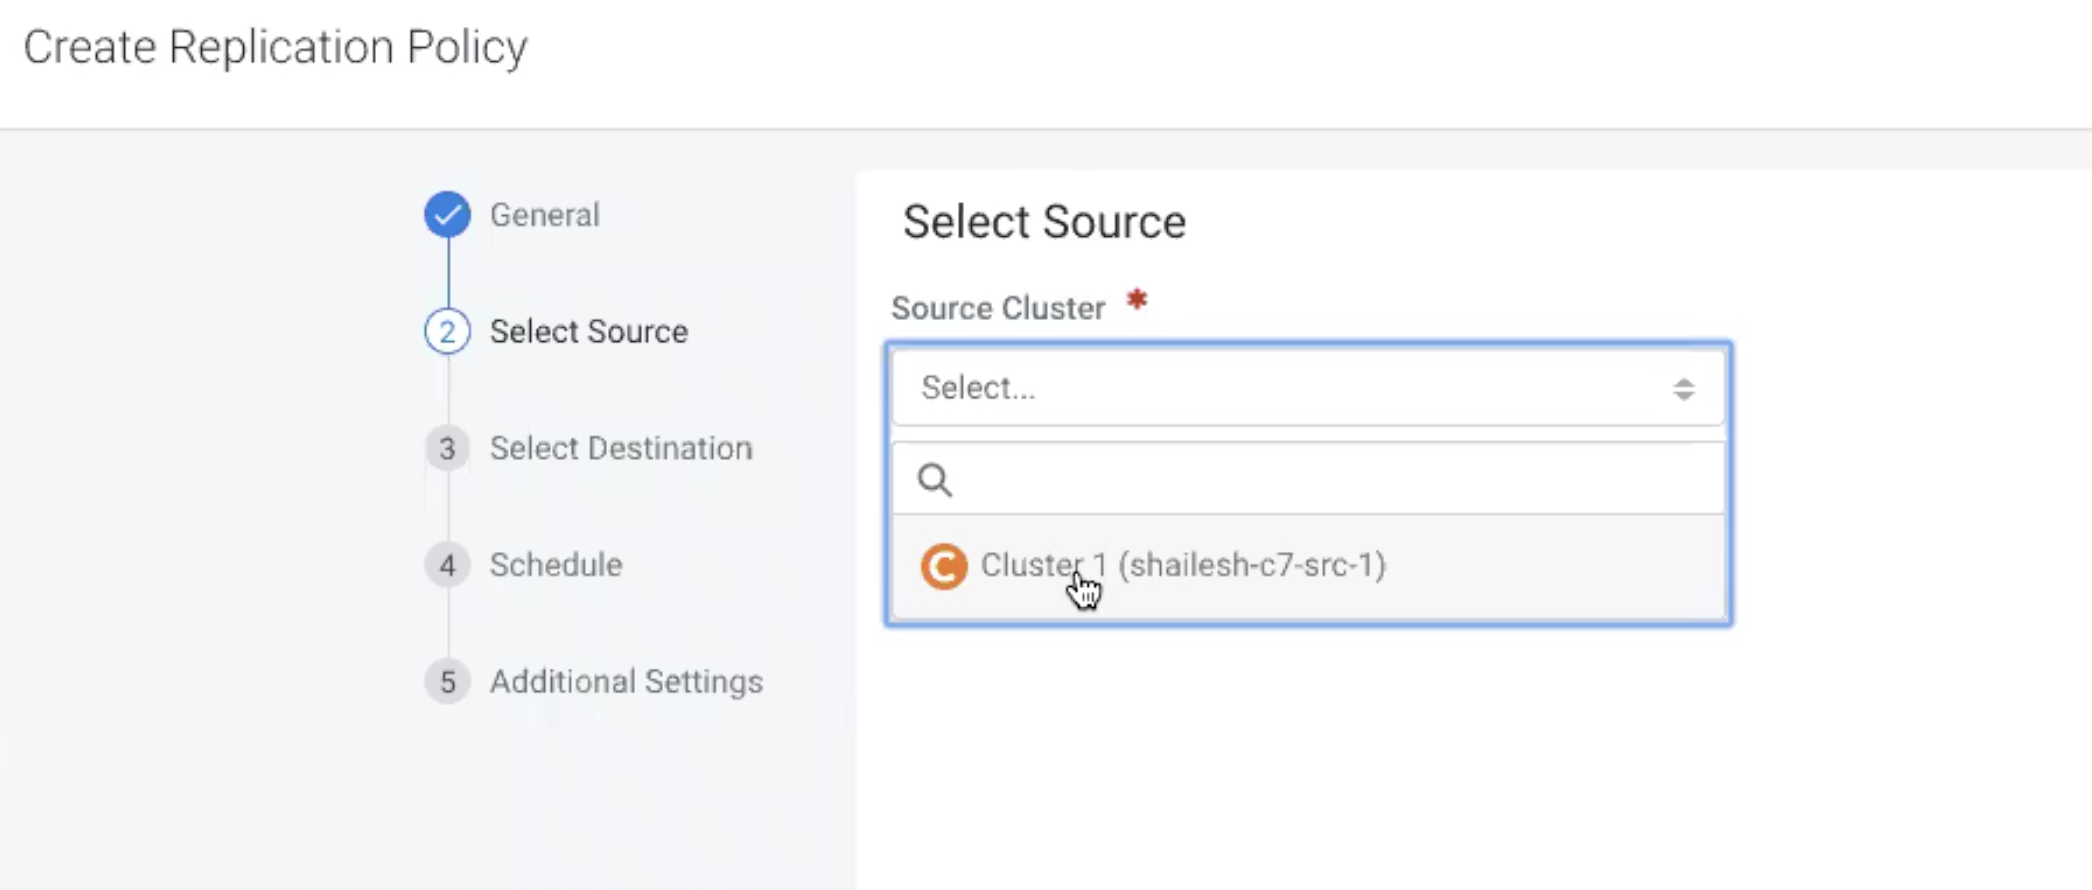 Create Replication Policy
General
2 Select Source
3 Select Destination
4 Schedule
5 Additional Settings
Select Source
Source Cluster *
Select...
C Cluster 1 (shailesh-c7-src-1)